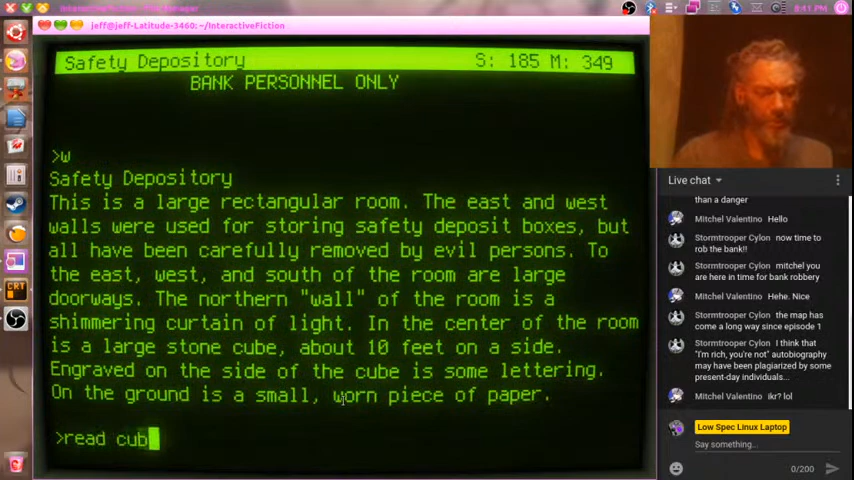 jeff@jeff-Latitude-3460: ~/InteractiveFiction
8:41 PM
Safety Depository S: 185 M: 349
BANK PERSONNEL ONLY
>w
Safety Depository
This is a large rectangular room. The east and west
walls were used for storing safety deposit boxes, but
all have been carefully removed by evil persons. To
the east, west, and south of the room are large
doorways. The northern "wall" of the room is a
shimmering curtain of light. In the center of the room
is a large stone cube, about 10 feet on a side.
Engraved on the side of the cube is some lettering.
On the ground is a small, worn piece of paper.
>read cub
Live chat
than a danger
Mitchel Valentino Hello
Stormtrooper Cylon now time to
rob the bank!!
Stormtrooper Cylon mitchel you
are here in time for bank robbery
Mitchel Valentino Hehe. Nice
Stormtrooper Cylon the map has
come a long way since episode 1
Stormtrooper Cylon I think that
"I'm rich, you're not" autobiography
may have been plagiarized by some
present-day individuals...
Mitchel Valentino ikr? lol
Low Spec Linux Laptop
Say something...
0/200
CRT